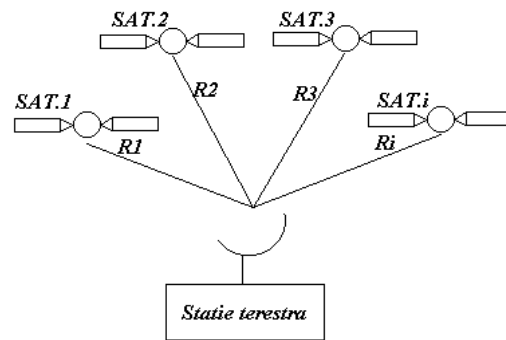 SAT.2
SAT.3
SAT.1
SAT.i
R2
R3
R1
Ri
Statie terestra